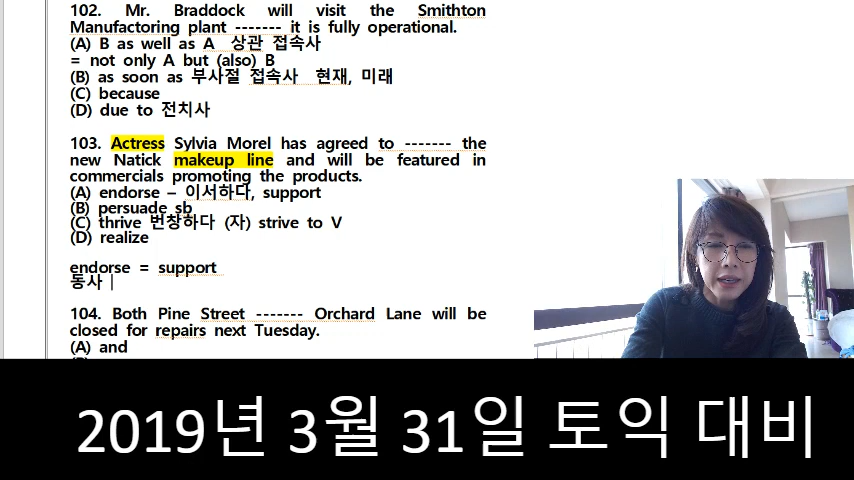 102. Mr. Braddock will visit the Smithton
Manufactoring plant ------- it is fully operational.
(A) B as well as A 상관 접속사
= not only A but (also) B
(B) as soon as 부사절 접속사 현재, 미래
(C) because
(D) due to 전치사
103. Actress Sylvia Morel has agreed to ------- the
new Natick makeup line and will be featured in
commercials promoting the products.
(A) endorse – 이서하다, support
(B) persuade sb
(C) thrive 번창하다 (자) strive to V
(D) realize
endorse = support
동사
104. Both Pine Street ------- Orchard Lane will be
closed for repairs next Tuesday.
(A) and
2019년 3월 31일 토익 대비